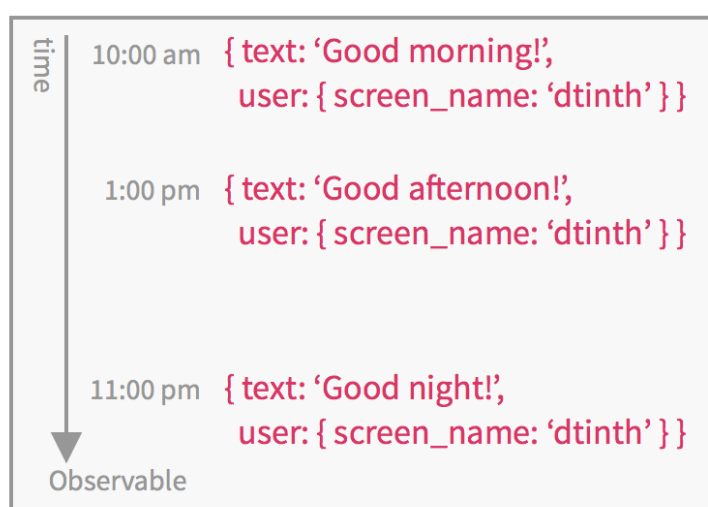 time
10:00 am { text: ‘Good morning!’,
user: { screen_name: ‘dtinth’ } }
1:00 pm { text: ‘Good afternoon!’,
user: { screen_name: ‘dtinth’ } }
11:00 pm { text: ‘Good night!’,
user: { screen_name: ‘dtinth’ } }
Observable